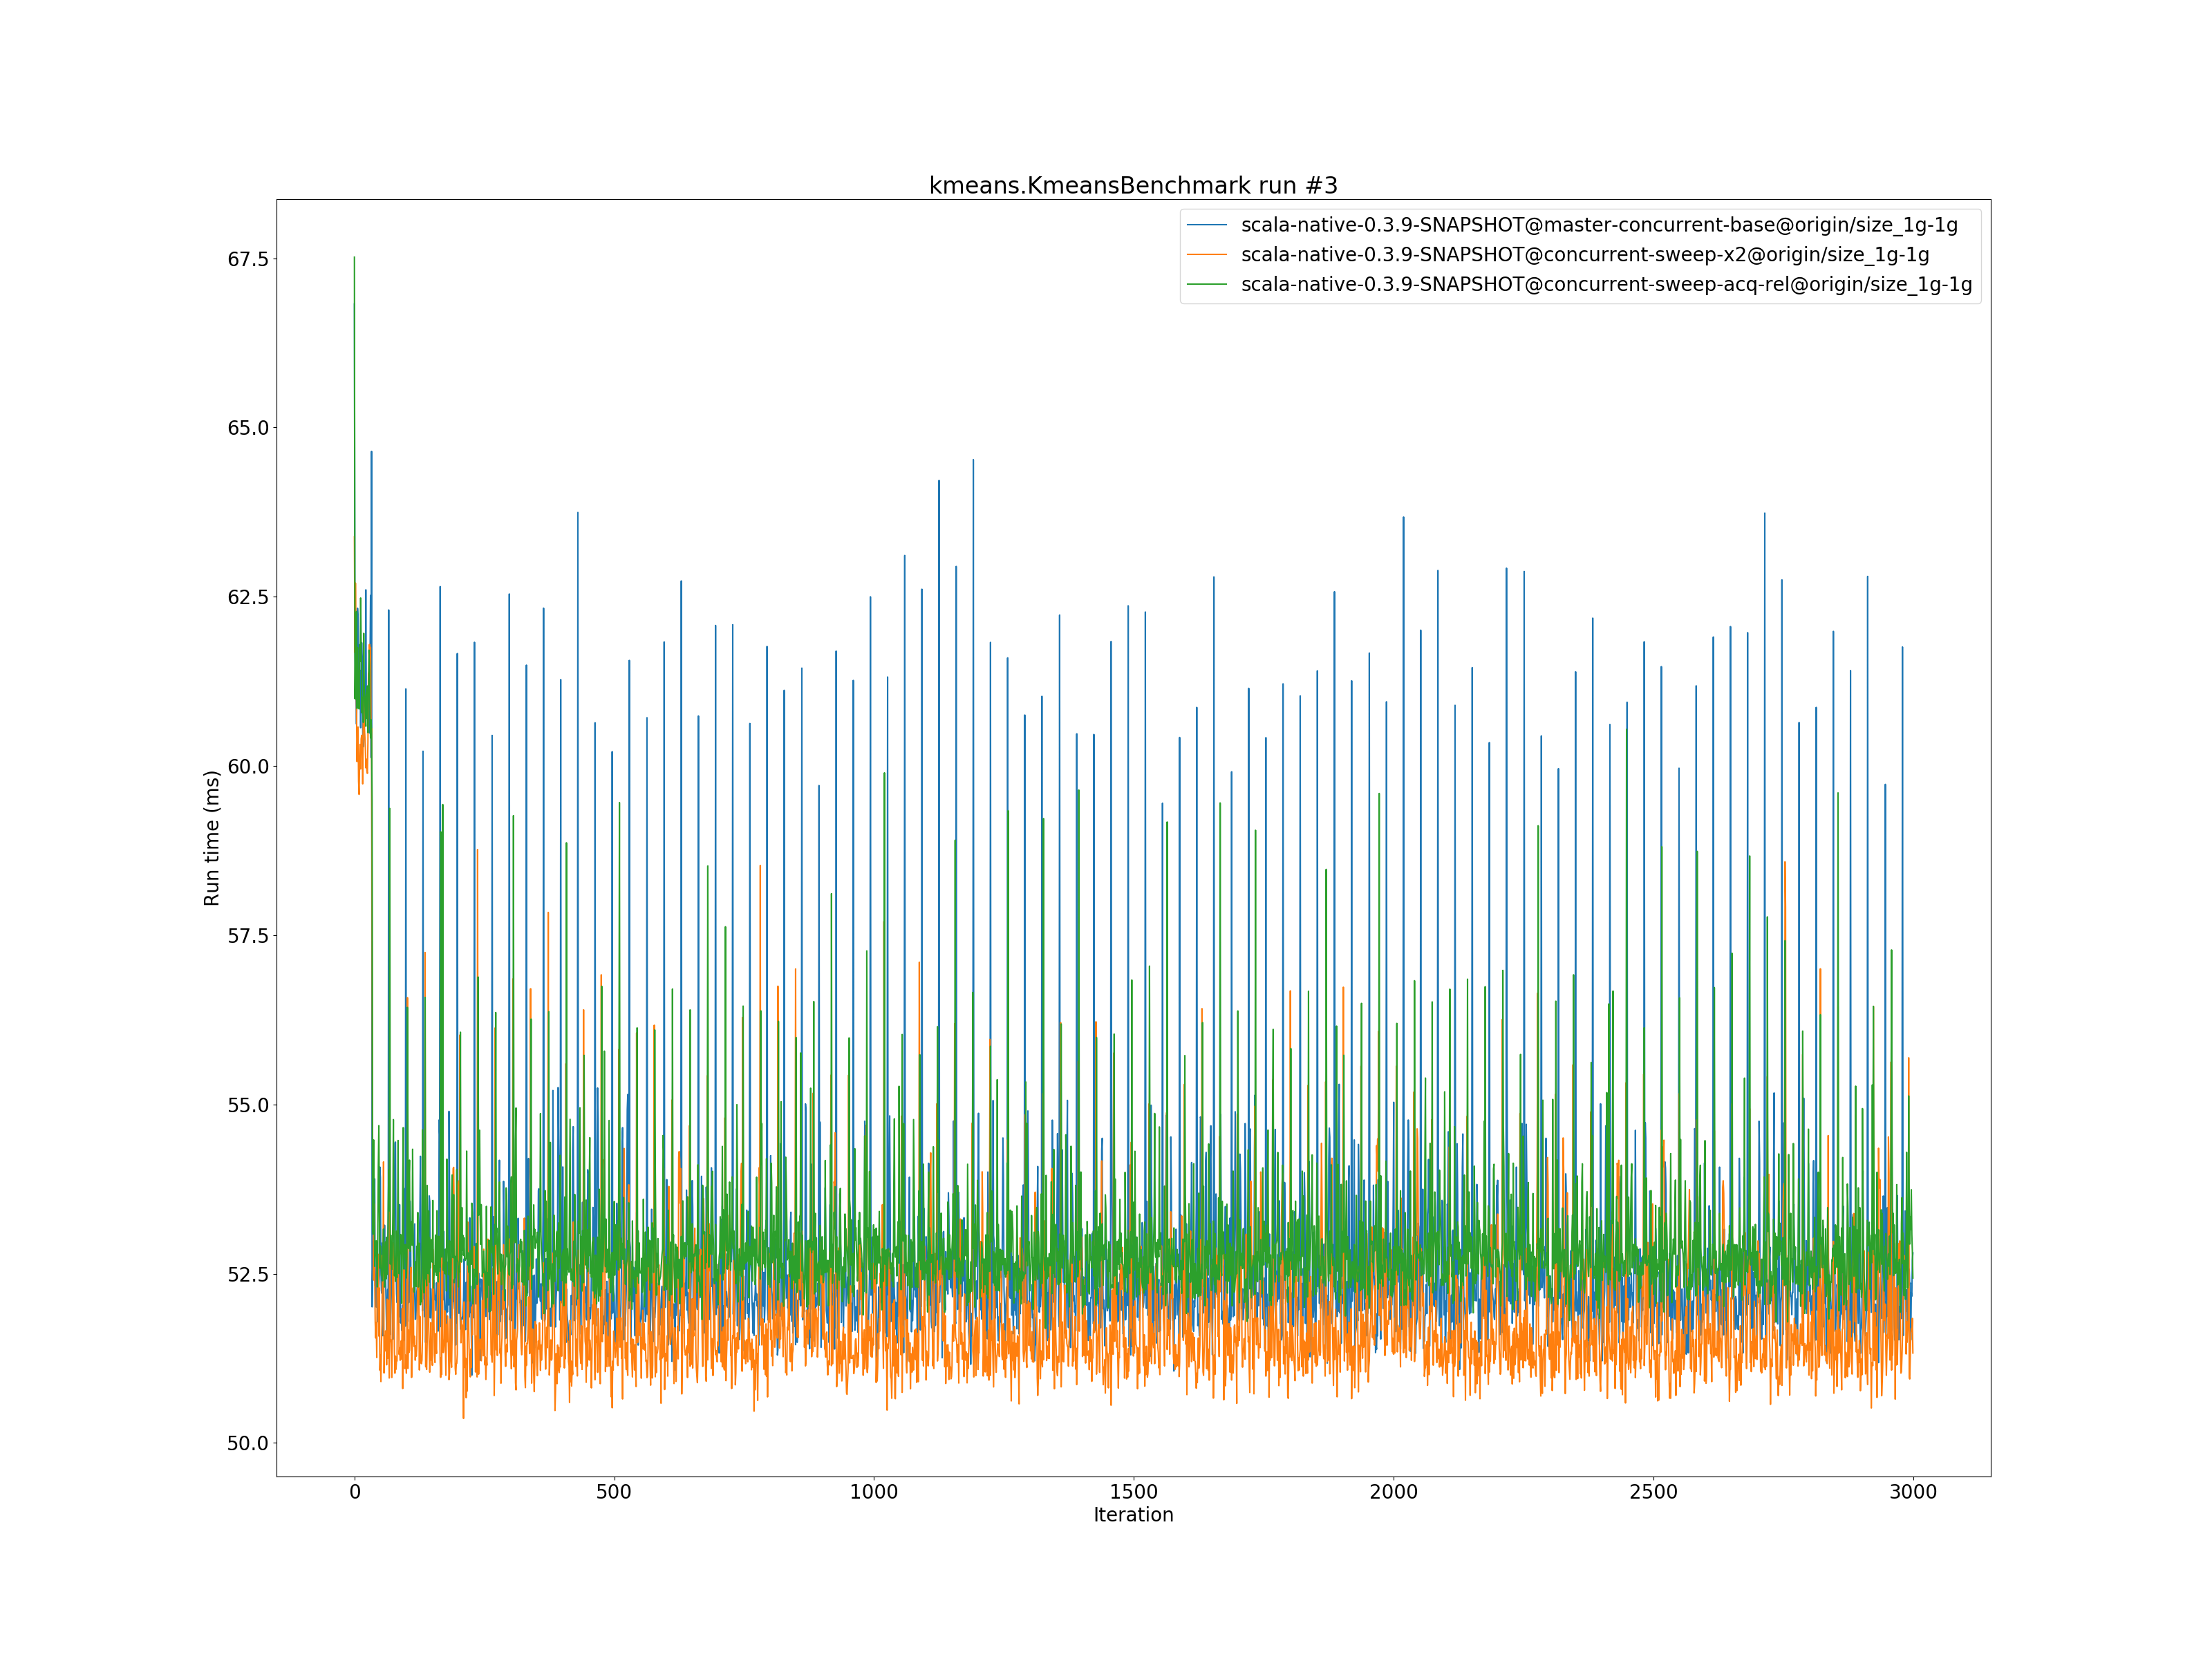 kmeans.KmeansBenchmark run #3
scala-native-0.3.9-SNAPSHOT@master-concurrent-base@origin/size_1g-1g
scala-native-0.3.9-SNAPSHOT@concurrent-sweep-x2@origin/size_1g-1g
scala-native-0.3.9-SNAPSHOT@concurrent-sweep-acq-rel@origin/size_1g-1g
67.5
65.0
62.5
60.0
57.5
55.0
52.5
50.0
Run time (ms)
0 500 1000 1500 2000 2500 3000
Iteration